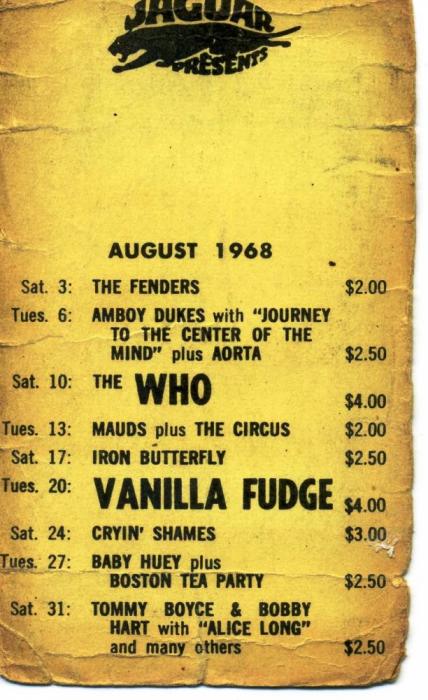 JAGUAR
PRESENTS
AUGUST 1968
Sat. 3: THE FENDERS $2.00
Tues. 6: AMBOY DUKES with "JOURNEY
TO THE CENTER OF THE
MIND" plus AORTA $2.50
Sat. 10: THE WHO $4.00
Tues. 13: MAUDS plus THE CIRCUS $2.00
Sat. 17: IRON BUTTERFLY $2.50
Tues. 20: VANILLA FUDGE $4.00
Sat. 24: CRYIN' SHAMES $3.00
Tues. 27: BABY HUEY plus
BOSTON TEA PARTY $2.50
Sat. 31: TOMMY BOYCE & BOBBY
HART with "ALICE LONG"
and many others $2.50